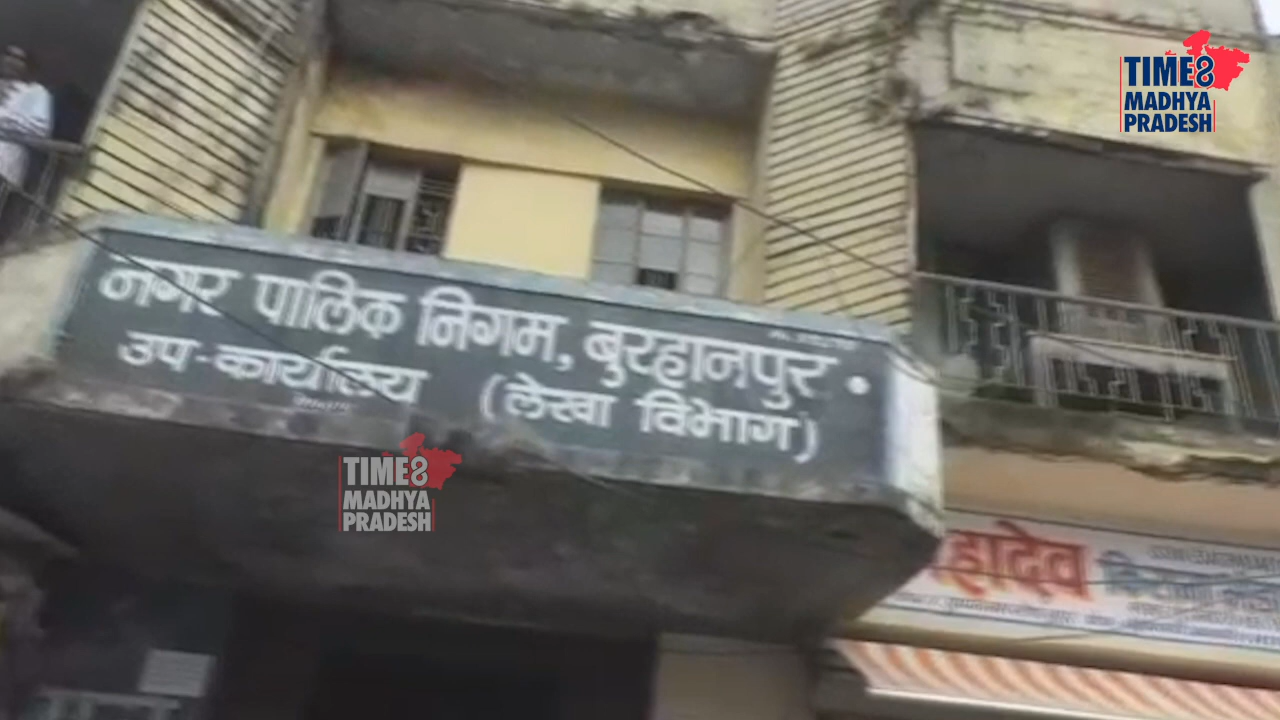 TIME8
MADHYA
PRADESH
नगर पालिक निगम, बुरहानपुर
उप-कार्यालय (लेखा विभाग)
TIME8
MADHYA
PRADESH
हादेव